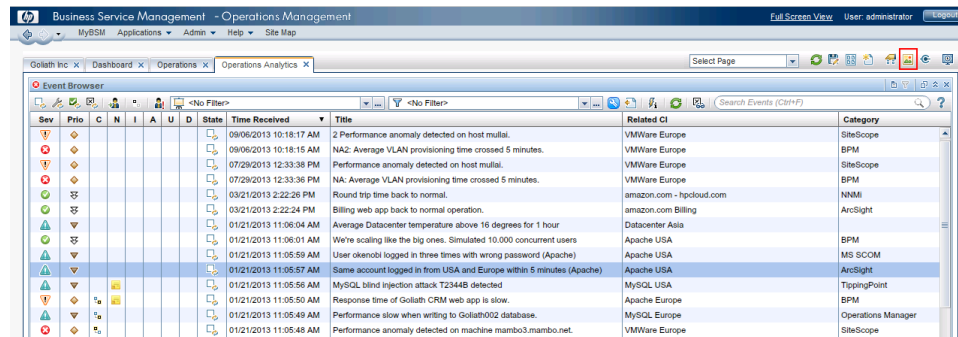 hp Business Service Management - Operations Management Full Screen View User: administrator Logout
MyBSM Applications Admin Help Site Map
Goliath Inc x Dashboard x Operations x Operations Analytics x Select Page
Event Browser
<No Filter> ... <No Filter> ... (Search Events (Ctrl+F) ?
Sev Prio C N I A U D State Time Received Title Related CI Category
09/06/2013 10:18:17 AM 2 Performance anomaly detected on host mullai. VMWare Europe SiteScope
09/06/2013 10:18:15 AM NA2: Average VLAN provisioning time crossed 5 minutes. VMWare Europe BPM
07/29/2013 12:33:38 PM Performance anomaly detected on host mullai. VMWare Europe SiteScope
07/29/2013 12:33:36 PM NA: Average VLAN provisioning time crossed 5 minutes. VMWare Europe BPM
03/21/2013 2:22:26 PM Round trip time back to normal. amazon.com - hpcloud.com NNMi
03/21/2013 2:22:24 PM Billing web app back to normal operation. amazon.com Billing ArcSight
01/21/2013 11:06:04 AM Average Datacenter temperature above 16 degrees for 1 hour Datacenter Asia
01/21/2013 11:06:01 AM We're scaling like the big ones. Simulated 10.000 concurrent users Apache USA BPM
01/21/2013 11:05:59 AM User okenobi logged in three times with wrong password (Apache) Apache USA MS SCOM
01/21/2013 11:05:57 AM Same account logged in from USA and Europe within 5 minutes (Apache) Apache USA ArcSight
01/21/2013 11:05:56 AM MySQL blind injection attack T2344B detected MySQL USA TippingPoint
01/21/2013 11:05:50 AM Response time of Goliath CRM web app is slow. Apache Europe BPM
01/21/2013 11:05:49 AM Performance slow when writing to Goliath002 database. MySQL Europe Operations Manager
01/21/2013 11:05:48 AM Performance anomaly detected on machine mambo3.mambo.net. VMWare Europe SiteScope